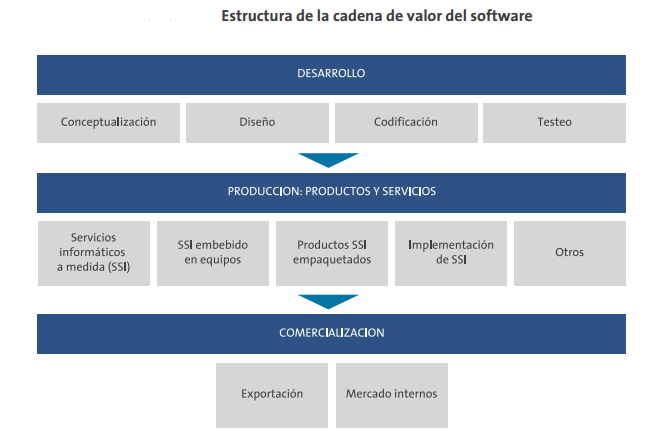 Estructura de la cadena de valor del software
DESARROLLO
Conceptualización
Diseño
Codificación
Testeo
PRODUCCION: PRODUCTOS Y SERVICIOS
Servicios
informáticos
a medida (SSI)
SSI embebido
en equipos
Productos SSI
empaquetados
Implementación
de SSI
Otros
COMERCIALIZACION
Exportación
Mercado internos